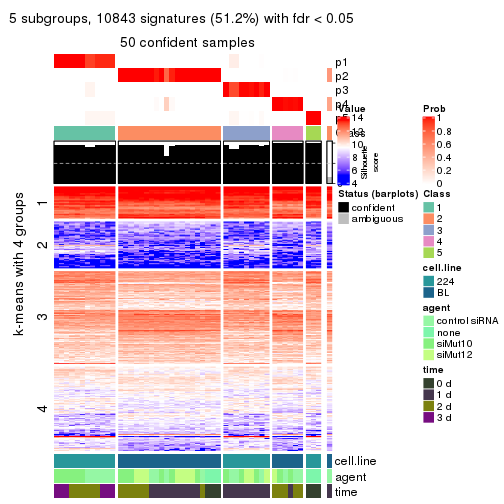 5 subgroups, 10843 signatures (51.2%) with fdr < 0.05
50 confident samples
p1
p2
p3
p4
Value
14
12
10
8
6
4
Silhouette
score
Prob
1
0.8
0.6
0.4
0.2
0
Status (barplots)
confident
ambiguous
Class
1
2
3
4
5
cell.line
224
BL
agent
control siRNA
none
siMut10
siMut12
time
0 d
1 d
2 d
3 d
k-means with 4 groups
1
2
3
4
cell.line
agent
time